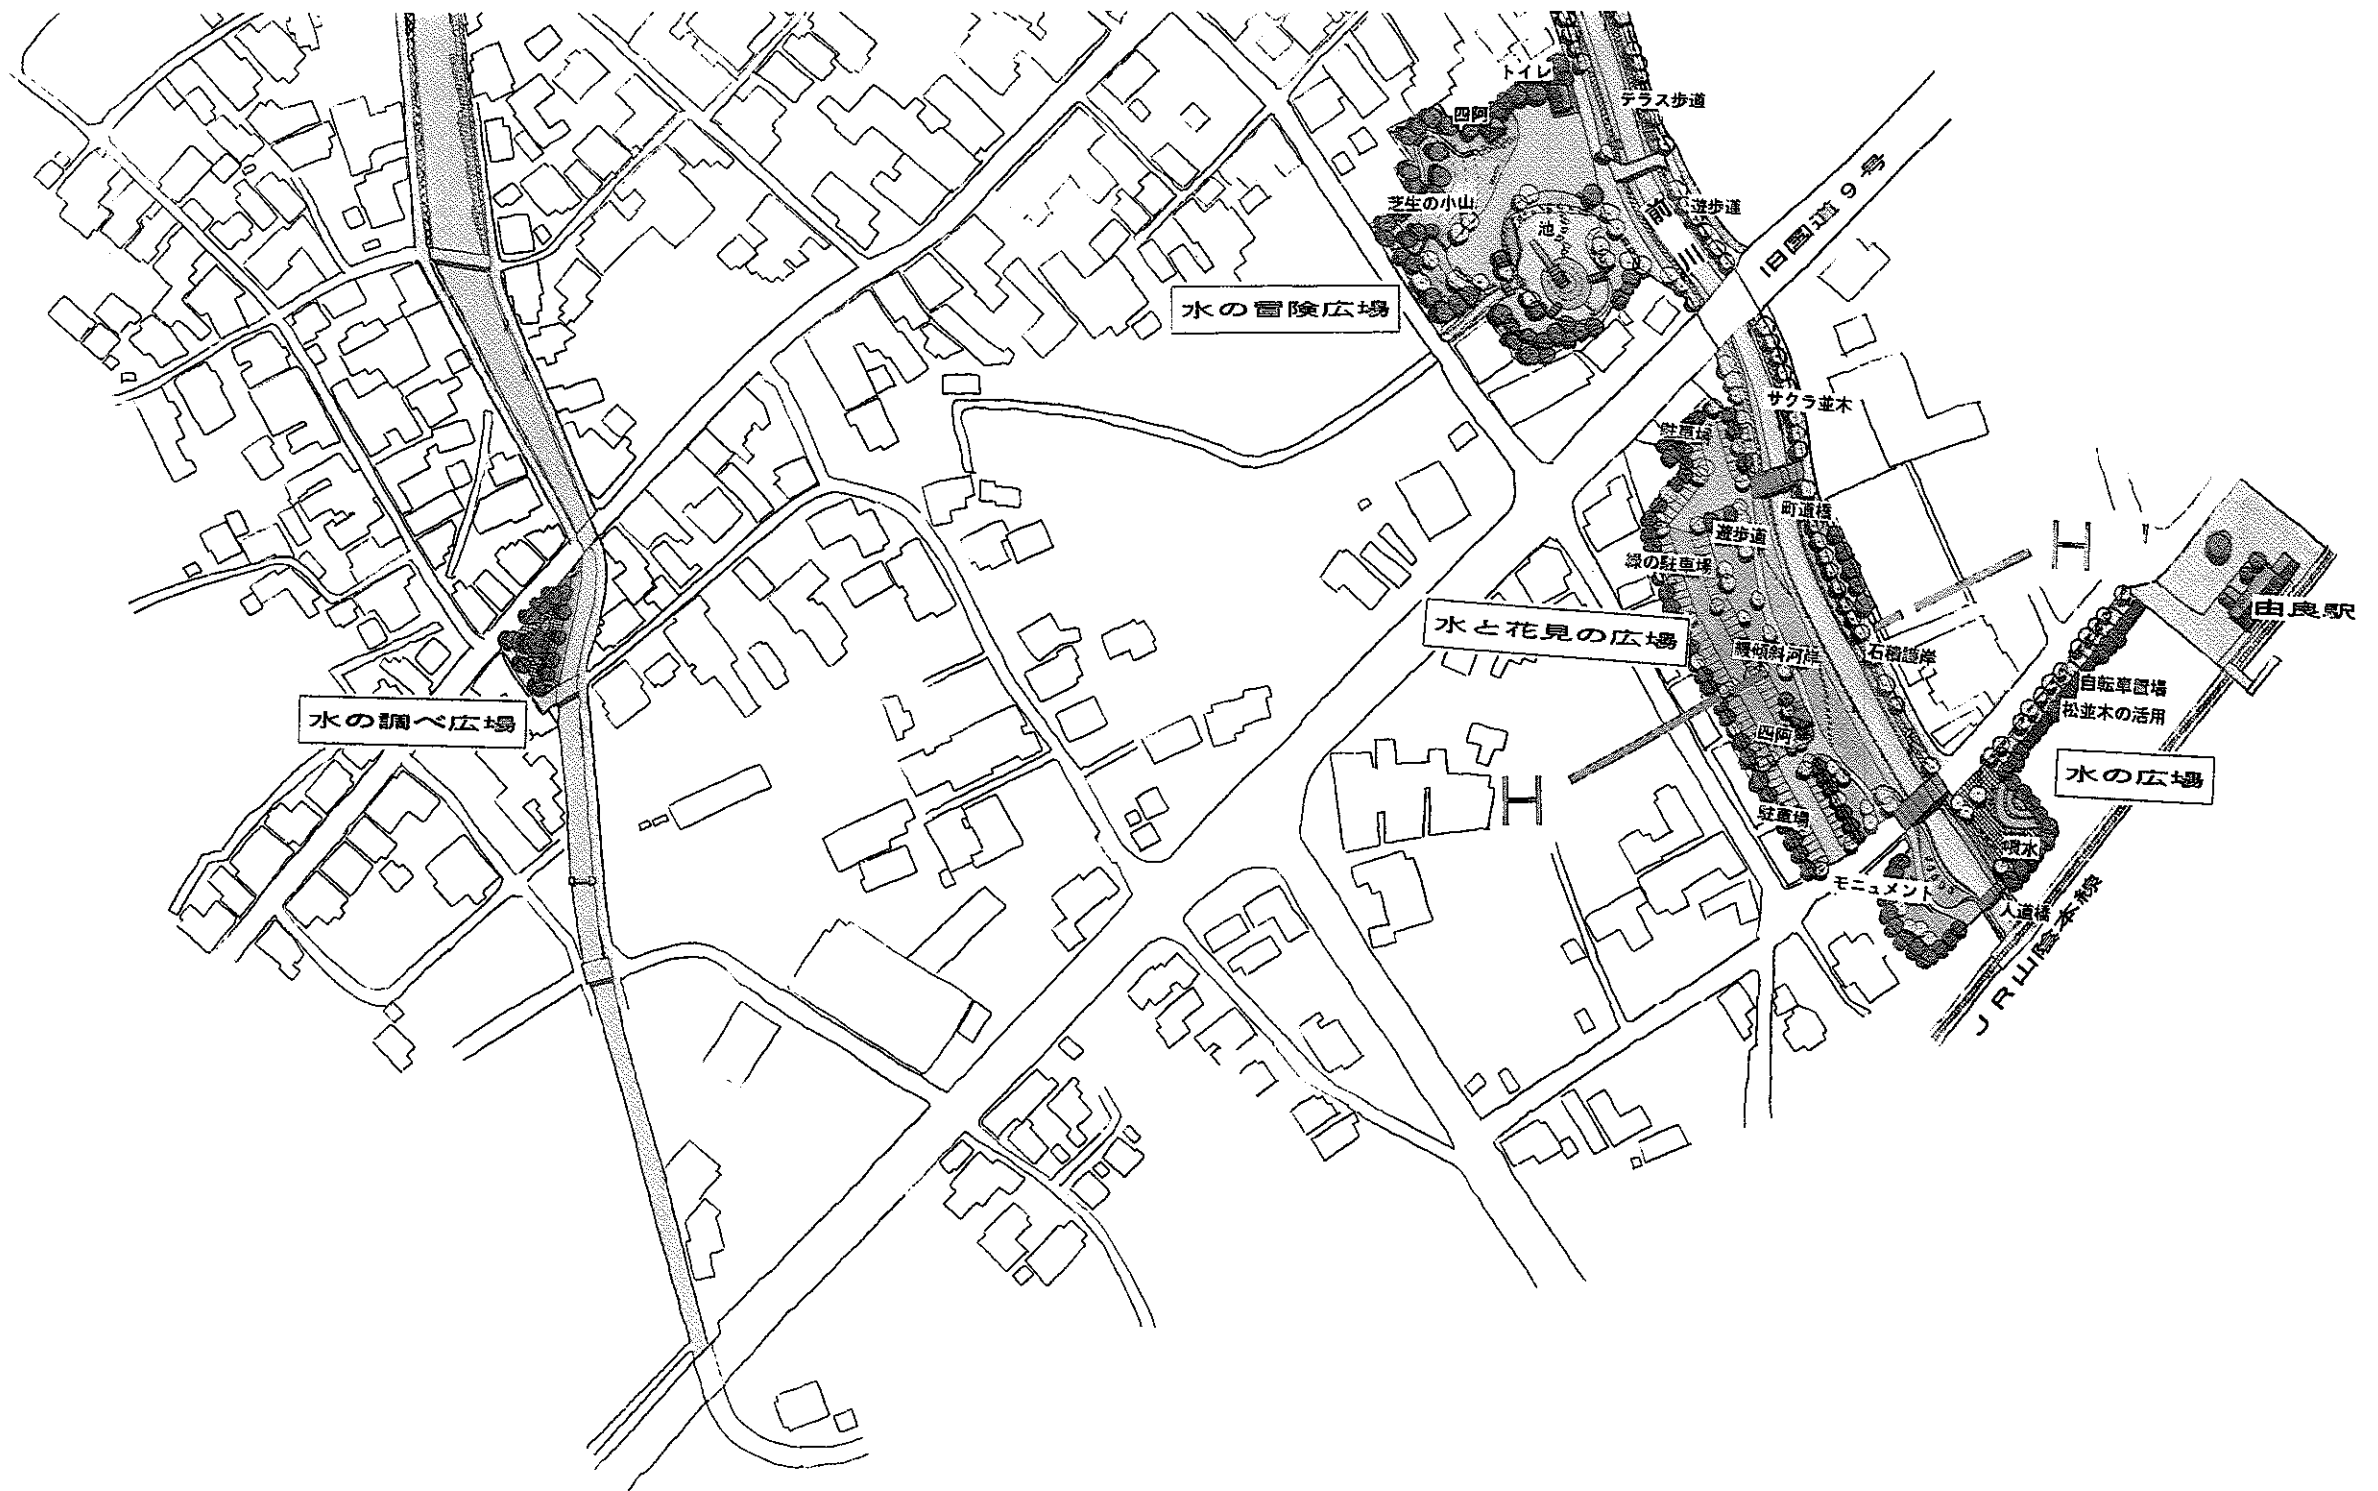 トイレ
テラス歩道
四阿
芝生の小山
池
前川
遊歩道
旧国道9号
水の冒険広場
サクラ並木
駐車場
町道橋
遊歩道
緑の駐車場
H
由良駅
水と花見の広場
緩傾斜河岸
石積護岸
自転車置場
松並木の活用
水の調べ広場
四阿
水の広場
H
駐車場
噴水
モニュメント
人道橋
JR山陰本線